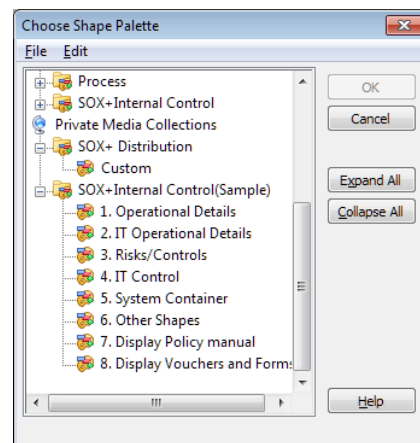 Choose Shape Palette
File Edit
Process
SOX+Internal Control
Private Media Collections
SOX+ Distribution
Custom
SOX+Internal Control(Sample)
1. Operational Details
2. IT Operational Details
3. Risks/Controls
4. IT Control
5. System Container
6. Other Shapes
7. Display Policy manual
8. Display Vouchers and Forms
OK
Cancel
Expand All
Collapse All
Help